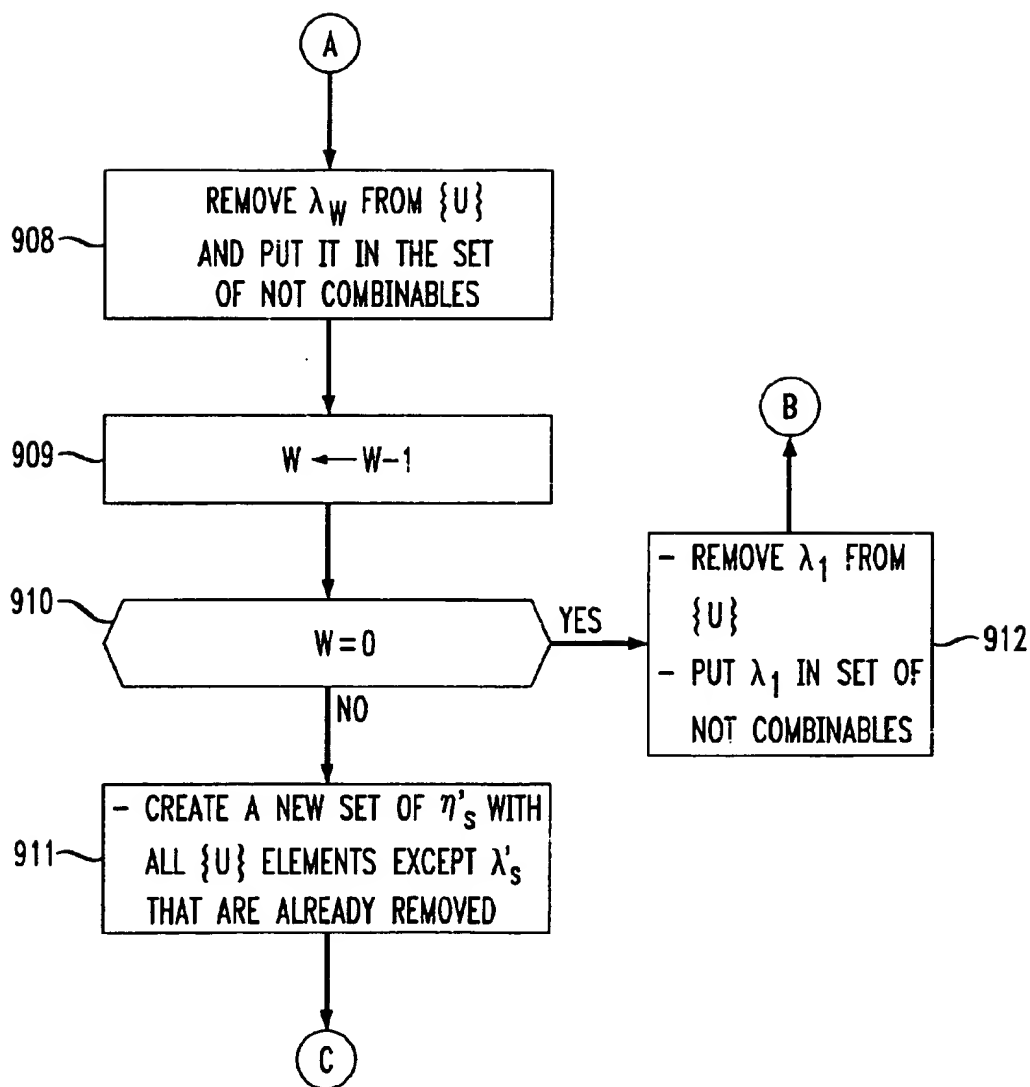 A
REMOVE λW FROM {U}
AND PUT IT IN THE SET
OF NOT COMBINABLES
908
909
W ← W-1
B
910
W=0
YES
NO
- REMOVE λ1 FROM
{U}
- PUT λ1 IN SET OF
NOT COMBINABLES
912
911
- CREATE A NEW SET OF η's WITH
ALL {U} ELEMENTS EXCEPT λ's
THAT ARE ALREADY REMOVED
C